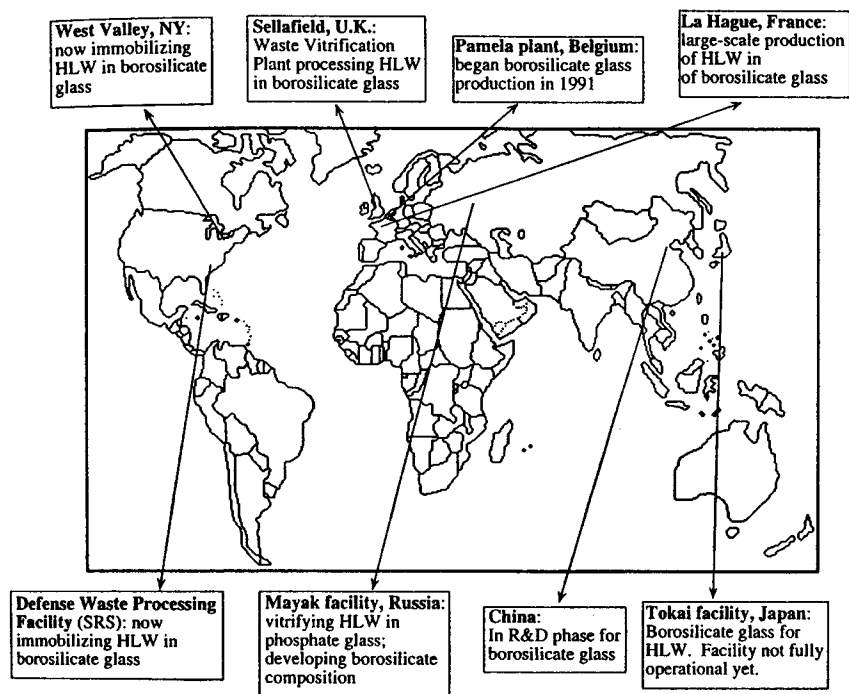 West Valley, NY:
now immobilizing
HLW in borosilicate
glass
Sellafield, U.K.:
Waste Vitrification
Plant processing HLW
in borosilicate glass
Pamela plant, Belgium:
began borosilicate glass
production in 1991
La Hague, France:
large-scale production
of HLW in
of borosilicate glass
Defense Waste Processing
Facility (SRS): now
immobilizing HLW in
borosilicate glass
Mayak facility, Russia:
vitrifying HLW in
phosphate glass;
developing borosilicate
composition
China:
In R&D phase for
borosilicate glass
Tokai facility, Japan:
Borosilicate glass for
HLW. Facility not fully
operational yet.